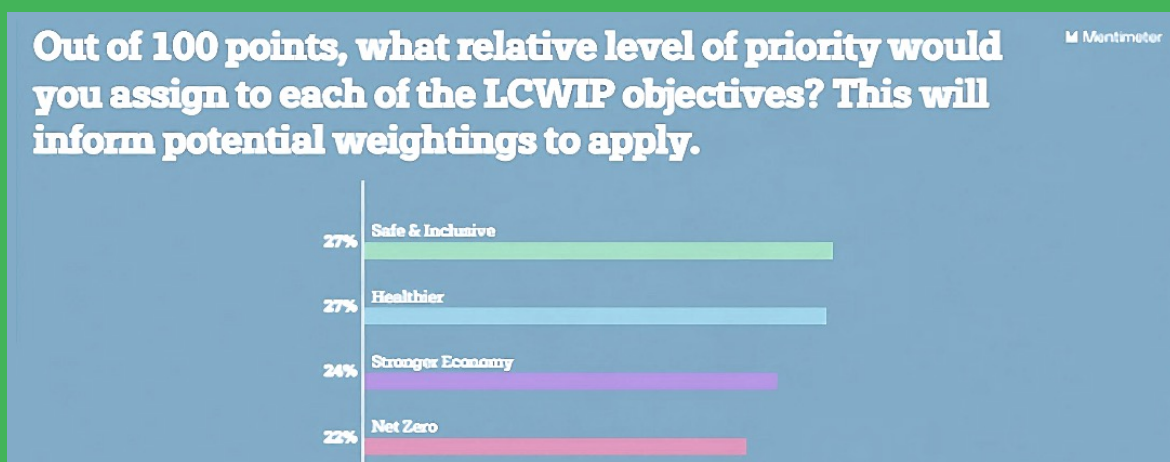 Out of 100 points, what relative level of priority would
you assign to each of the LCWIP objectives? This will
inform potential weightings to apply.
Mentimeter
Safe & Inclusive
27%
Healthier
27%
Stronger Economy
24%
Net Zero
22%